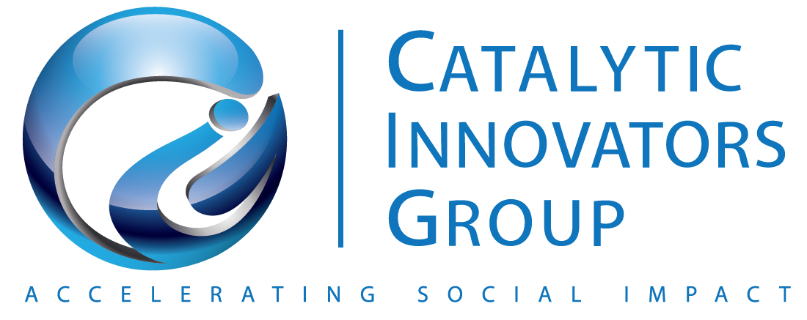 CATALYTIC
INNOVATORS
GROUP
ACCELERATING SOCIAL IMPACT